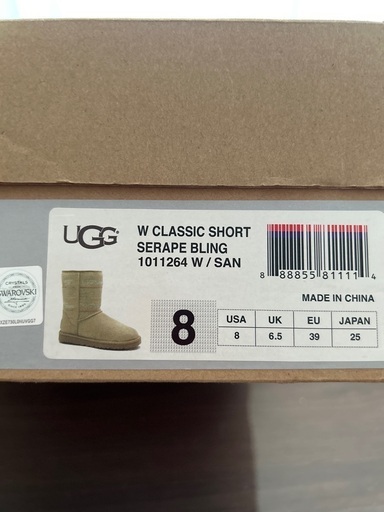 UGG
W CLASSIC SHORT
SERAPE BLING
1011264 W / SAN
8 88855 81111 4
MADE IN CHINA
CRYSTALS
SWAROVSKI
8
USA UK EU JAPAN
8 6.5 39 25